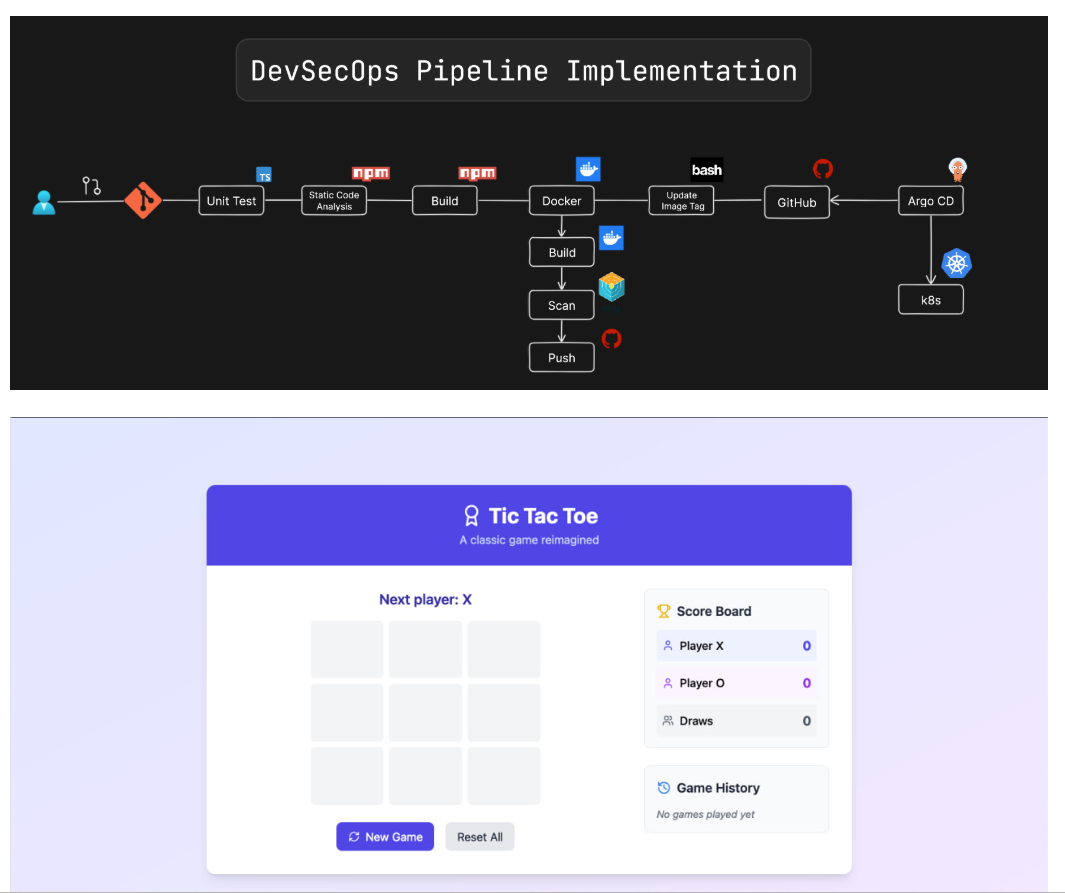 DevSecOps Pipeline Implementation
TS
npm
npm
bash
Unit Test
Static Code
Analysis
Build
Docker
Update
Image Tag
GitHub
Argo CD
Build
Scan
Push
k8s
Tic Tac Toe
A classic game reimagined
Next player: X
Score Board
Player X 0
Player O 0
Draws 0
Game History
No games played yet
New Game
Reset All